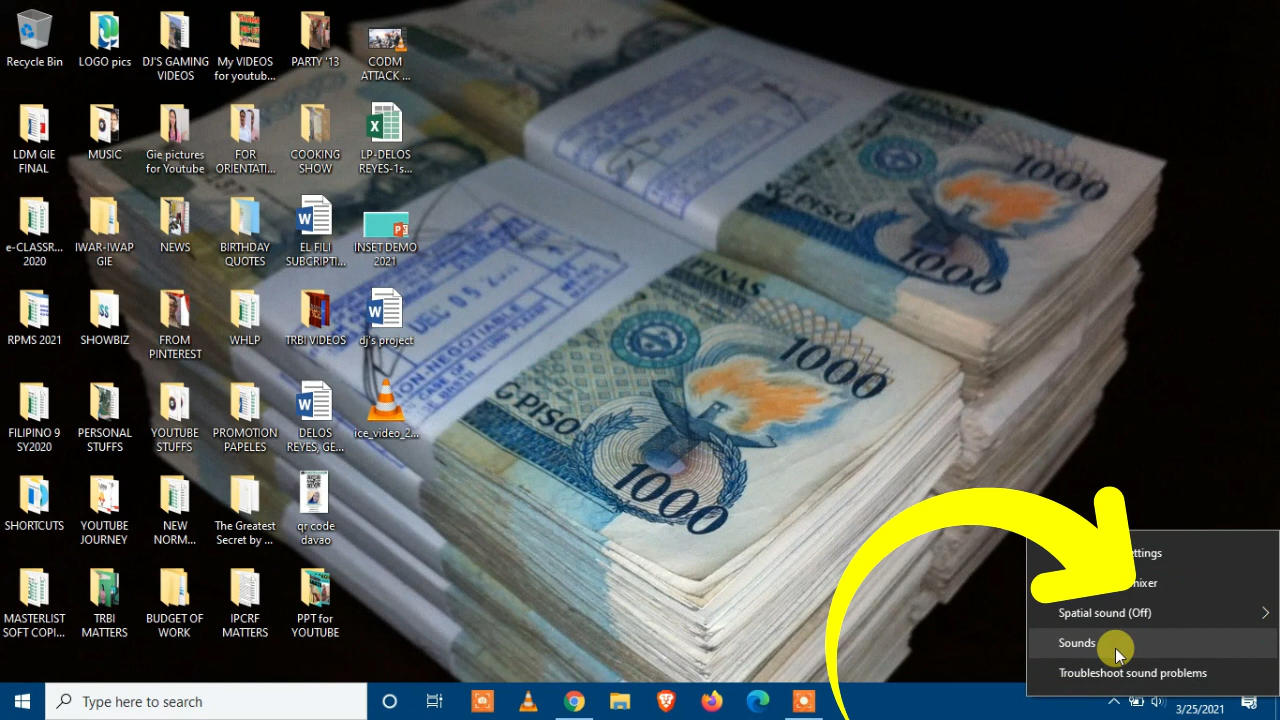 Recycle Bin
LOGO pics
DJ'S GAMING
VIDEOS
My VIDEOS
for youtub...
PARTY '13
CODM
ATTACK ...
LDM GIE
FINAL
MUSIC
Gie pictures
for Youtube
FOR
ORIENTATI...
COOKING
SHOW
LP-DELOS
REYES-1s...
e-CLASSR...
2020
IWAR-IWAP
GIE
NEWS
BIRTHDAY
QUOTES
EL FILI
SUBCRIPTI...
INSET DEMO
2021
RPMS 2021
SHOWBIZ
FROM
PINTEREST
WHLP
TRBI VIDEOS
dj's project
FILIPINO 9
SY2020
PERSONAL
STUFFS
YOUTUBE
STUFFS
PROMOTION
PAPELES
DELOS
REYES, GE...
ice_video_2...
SHORTCUTS
YOUTUBE
JOURNEY
NEW
NORM...
The Greatest
Secret by ...
qr code
davao
MASTERLIST
SOFT COPI...
TRBI
MATTERS
BUDGET OF
WORK
IPCRF
MATTERS
PPT for
YOUTUBE
1000
PISO
1000
PINAS
1000
PISO
1000
DEC 05
Spatial sound (Off)
Sounds
Troubleshoot sound problems
Type here to search
3/25/2021